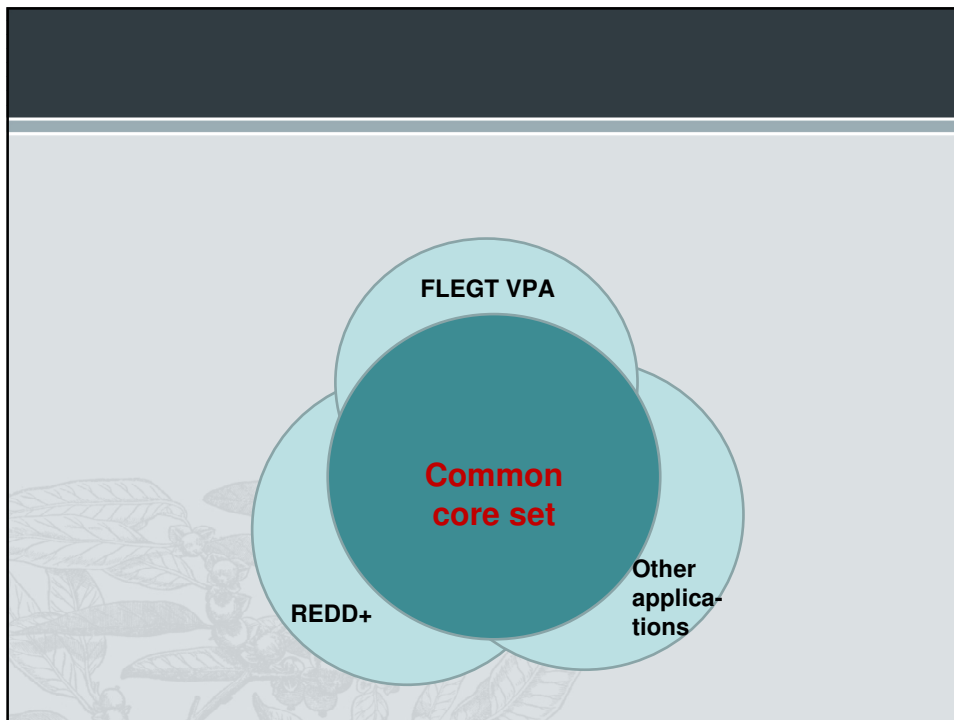 FLEGT VPA
Common
core set
REDD+
Other
applica-
tions